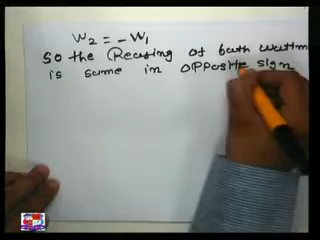 W2 = -W1
So the Reading of both wattm
is same in opposite sign